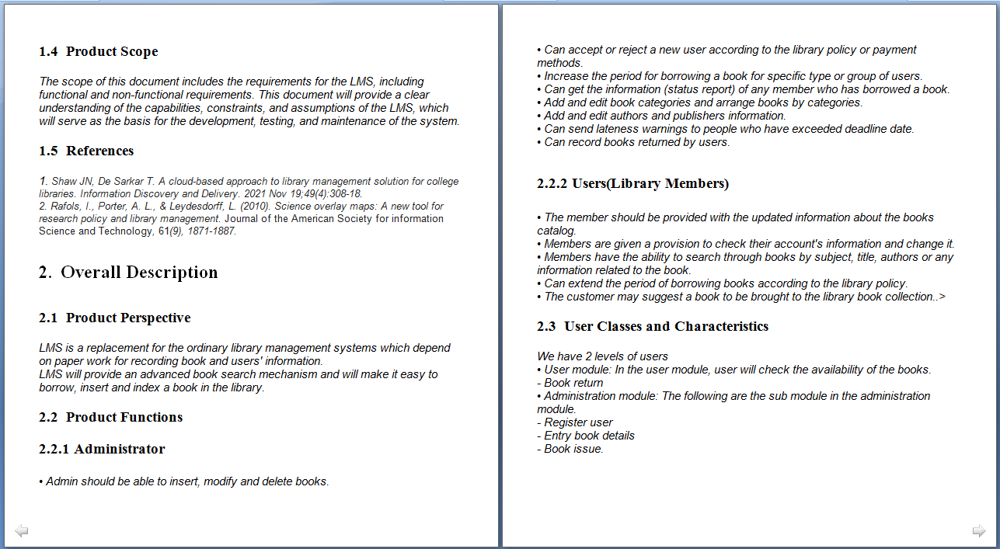 1.4 Product Scope
The scope of this document includes the requirements for the LMS, including
functional and non-functional requirements. This document will provide a clear
understanding of the capabilities, constraints, and assumptions of the LMS, which
will serve as the basis for the development, testing, and maintenance of the system.
1.5 References
1. Shaw JN, De Sarkar T. A cloud-based approach to library management solution for college
libraries. Information Discovery and Delivery. 2021 Nov 19;49(4):308-18.
2. Rafols, I., Porter, A. L., & Leydesdorff, L. (2010). Science overlay maps: A new tool for
research policy and library management. Journal of the American Society for information
Science and Technology, 61(9), 1871-1887.
2. Overall Description
2.1 Product Perspective
LMS is a replacement for the ordinary library management systems which depend
on paper work for recording book and users' information.
LMS will provide an advanced book search mechanism and will make it easy to
borrow, insert and index a book in the library.
2.2 Product Functions
2.2.1 Administrator
• Admin should be able to insert, modify and delete books.
• Can accept or reject a new user according to the library policy or payment
methods.
• Increase the period for borrowing a book for specific type or group of users.
• Can get the information (status report) of any member who has borrowed a book.
• Add and edit book categories and arrange books by categories.
• Add and edit authors and publishers information.
• Can send lateness warnings to people who have exceeded deadline date.
• Can record books returned by users.
2.2.2 Users(Library Members)
• The member should be provided with the updated information about the books
catalog.
• Members are given a provision to check their account's information and change it.
• Members have the ability to search through books by subject, title, authors or any
information related to the book.
• Can extend the period of borrowing books according to the library policy.
• The customer may suggest a book to be brought to the library book collection..>
2.3 User Classes and Characteristics
We have 2 levels of users
• User module: In the user module, user will check the availability of the books.
- Book return
• Administration module: The following are the sub module in the administration
module.
- Register user
- Entry book details
- Book issue.